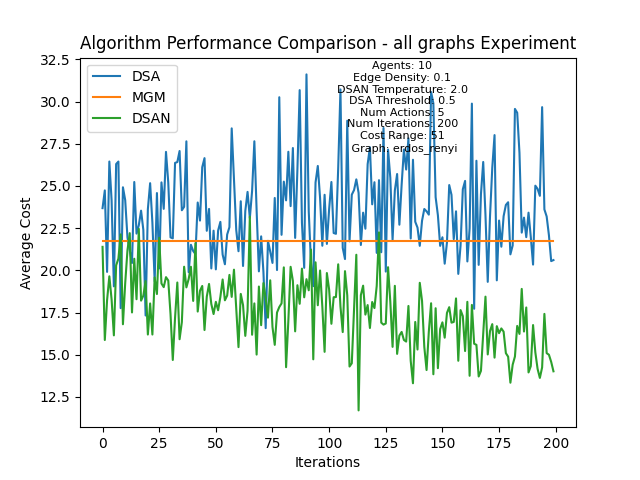 Algorithm Performance Comparison - all graphs Experiment
DSA
MGM
DSAN
Agents: 10
Edge Density: 0.1
DSAN Temperature: 2.0
DSA Threshold: 0.5
Num Actions: 5
Num Iterations: 200
Cost Range: 51
Graph: erdos_renyi
32.5
30.0
27.5
25.0
22.5
20.0
17.5
15.0
12.5
Average Cost
0 25 50 75 100 125 150 175 200
Iterations